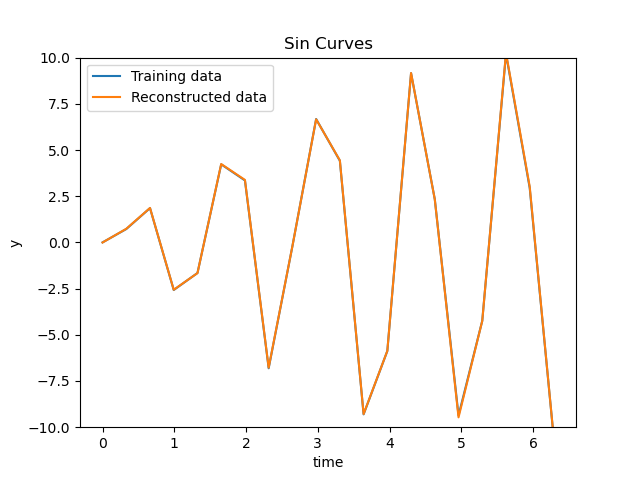 Sin Curves
Training data
Reconstructed data
10.0
7.5
5.0
2.5
0.0
−2.5
−5.0
−7.5
−10.0
y
0 1 2 3 4 5 6
time